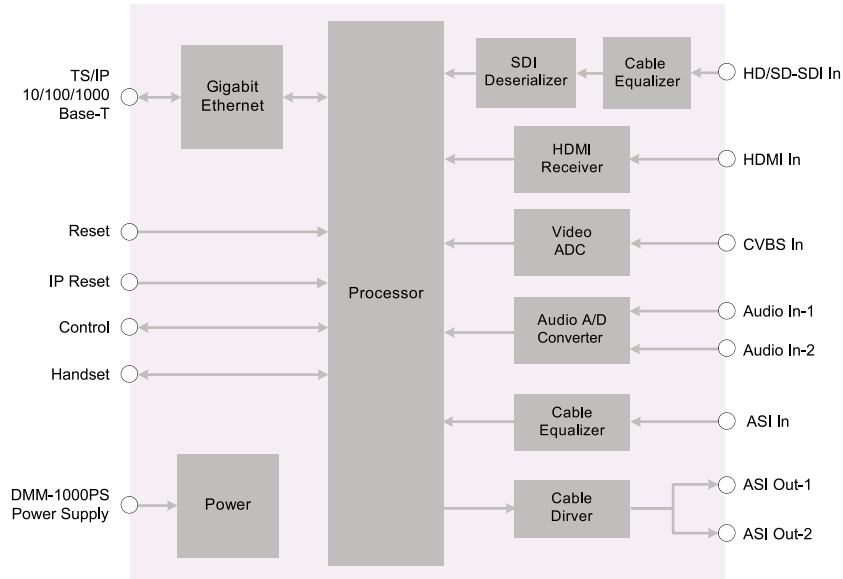 TS/IP
10/100/1000
Base-T
Gigabit
Ethernet
Reset
IP Reset
Control
Handset
DMM-1000PS
Power Supply
Power
Processor
SDI
Deserializer
Cable
Equalizer
HD/SD-SDI In
HDMI
Receiver
HDMI In
Video
ADC
CVBS In
Audio A/D
Converter
Audio In-1
Audio In-2
Cable
Equalizer
ASI In
Cable
Dirver
ASI Out-1
ASI Out-2